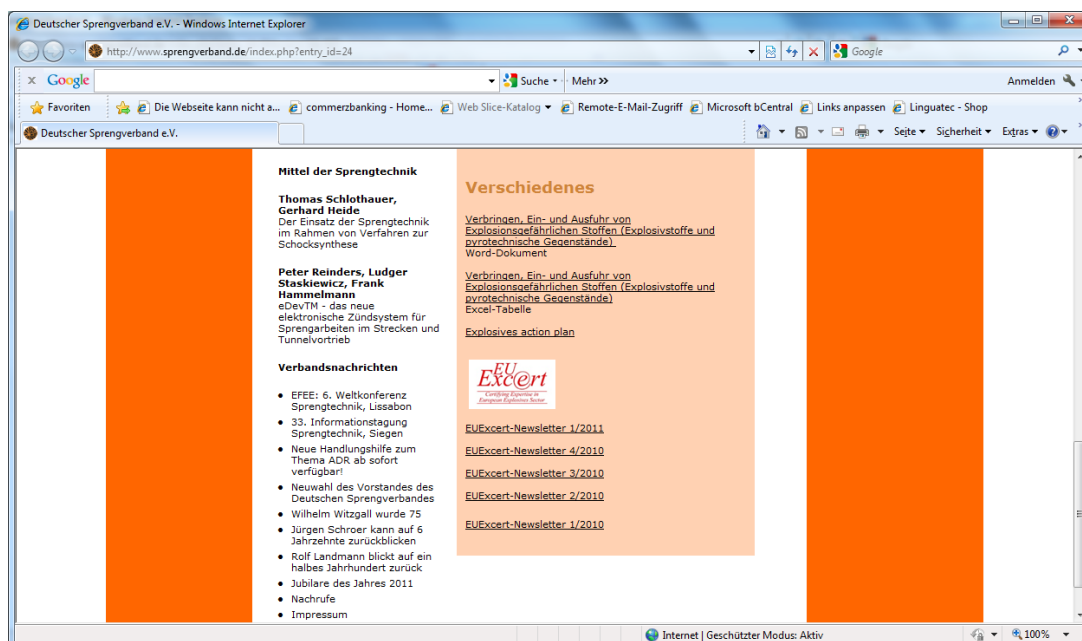 Deutscher Sprengverband e.V. - Windows Internet Explorer
http://www.sprengverband.de/index.php?entry_id=24
Google
x Google
Suche
Mehr >>
Anmelden
Favoriten
Die Webseite kann nicht a...
commerzbanking - Home...
Web Slice-Katalog
Remote-E-Mail-Zugriff
Microsoft bCentral
Links anpassen
Linguatec - Shop
Deutscher Sprengverband e.V.
Seite
Sicherheit
Extras
Mittel der Sprengtechnik
Thomas Schlothauer,
Gerhard Heide
Der Einsatz der Sprengtechnik
im Rahmen von Verfahren zur
Schocksynthese
Peter Reinders, Ludger
Staskiewicz, Frank
Hammelmann
eDevTM - das neue
elektronische Zündsystem für
Sprengarbeiten im Strecken und
Tunnelvortrieb
Verbandsnachrichten
• EFEE: 6. Weltkonferenz
Sprengtechnik, Lissabon
• 33. Informationstagung
Sprengtechnik, Siegen
• Neue Handlungshilfe zum
Thema ADR ab sofort
verfügbar!
• Neuwahl des Vorstandes des
Deutschen Sprengverbandes
• Wilhelm Witzgall wurde 75
• Jürgen Schroer kann auf 6
Jahrzehnte zurückblicken
• Rolf Landmann blickt auf ein
halbes Jahrhundert zurück
• Jubilare des Jahres 2011
• Nachrufe
• Impressum
Verschiedenes
Verbringen, Ein- und Ausfuhr von
Explosionsgefährlichen Stoffen (Explosivstoffe und
pyrotechnische Gegenstände)
Word-Dokument
Verbringen, Ein- und Ausfuhr von
Explosionsgefährlichen Stoffen (Explosivstoffe und
pyrotechnische Gegenstände)
Excel-Tabelle
Explosives action plan
EU
Exc@rt
Certifying Expertise in
European Explosives Sector
EUExcert-Newsletter 1/2011
EUExcert-Newsletter 4/2010
EUExcert-Newsletter 3/2010
EUExcert-Newsletter 2/2010
EUExcert-Newsletter 1/2010
Internet | Geschützter Modus: Aktiv
100%